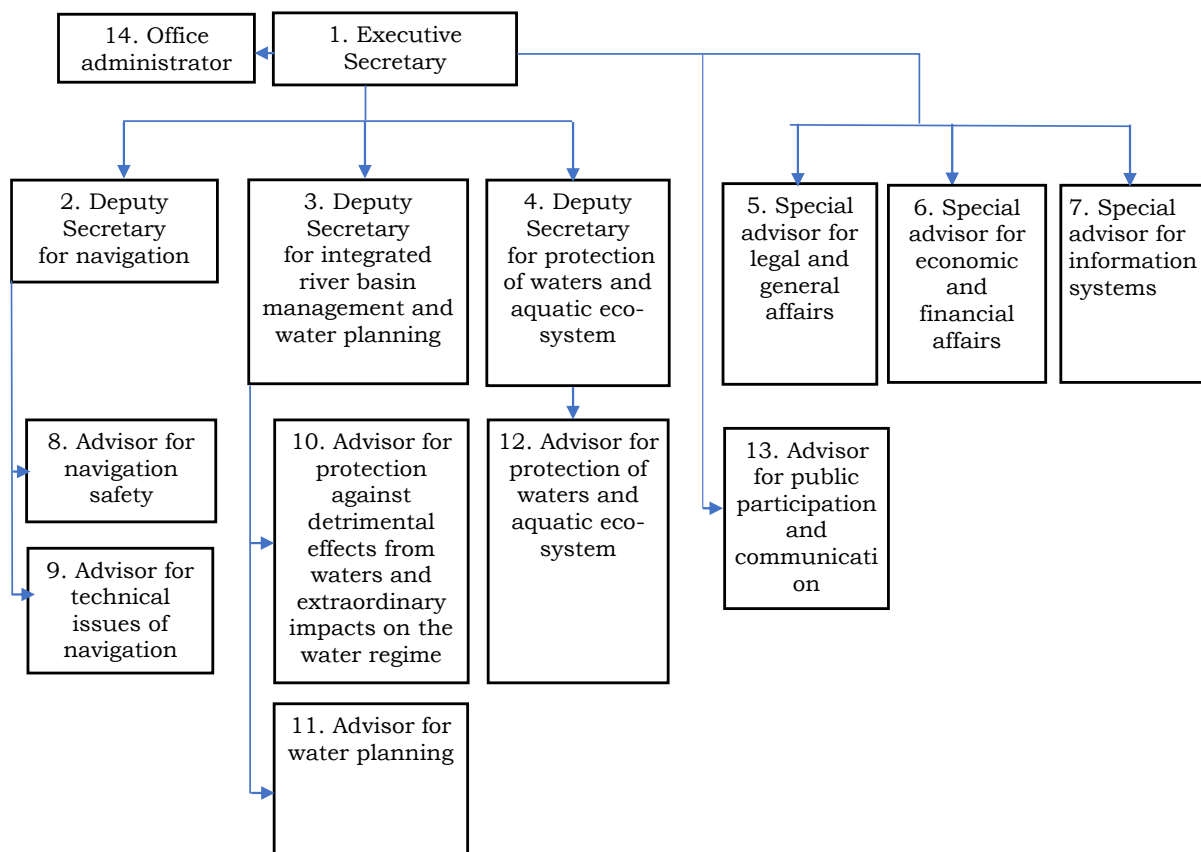 14. Office
administrator
1. Executive
Secretary
2. Deputy
Secretary
for navigation
3. Deputy
Secretary
for integrated
river basin
management and
water planning
4. Deputy
Secretary
for protection
of waters and
aquatic eco-
system
5. Special
advisor for
legal and
general
affairs
6. Special
advisor for
economic
and
financial
affairs
7. Special
advisor for
information
systems
8. Advisor for
navigation
safety
9. Advisor for
technical
issues of
navigation
10. Advisor for
protection
against
detrimental
effects from
waters and
extraordinary
impacts on the
water regime
11. Advisor for
water planning
12. Advisor for
protection of
waters and
aquatic eco-
system
13. Advisor
for public
participation
and
communicati
on